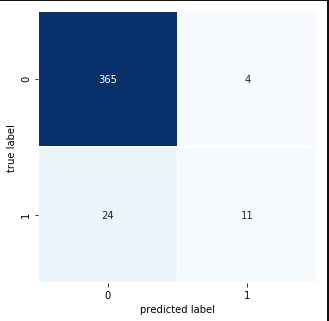 0 365 4
true label
1 24 11
0 1
predicted label